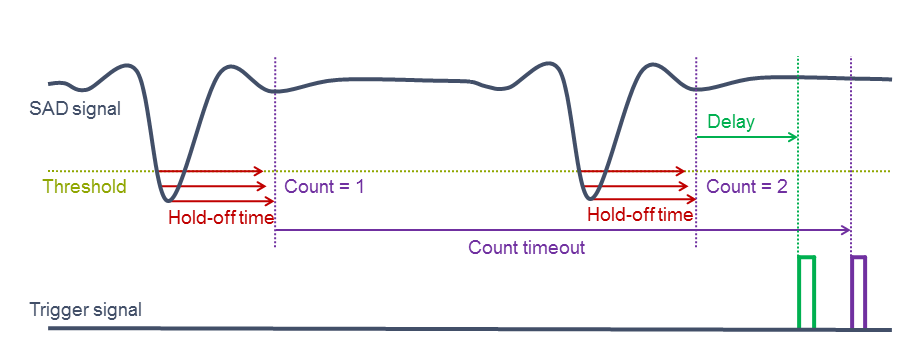 SAD signal
Delay
Threshold
Count = 1
Count = 2
Hold-off time
Hold-off time
Count timeout
Trigger signal